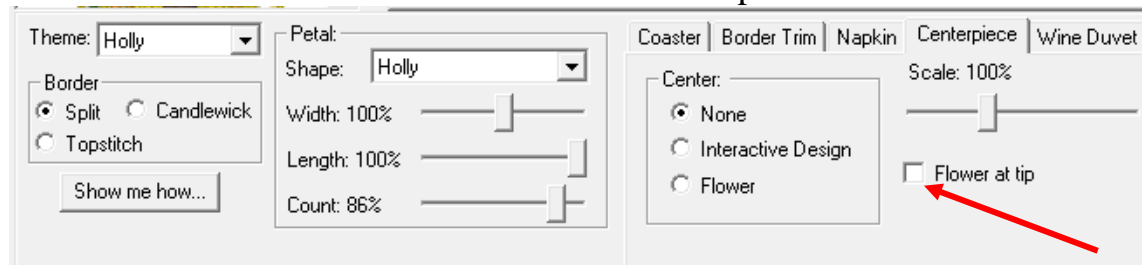 Theme: Holly
Border
Split Candlewick
Topstitch
Show me how...
Petal:
Shape: Holly
Width: 100%
Length: 100%
Count: 86%
Coaster Border Trim Napkin Centerpiece Wine Duvet
Center:
None
Interactive Design
Flower
Scale: 100%
Flower at tip